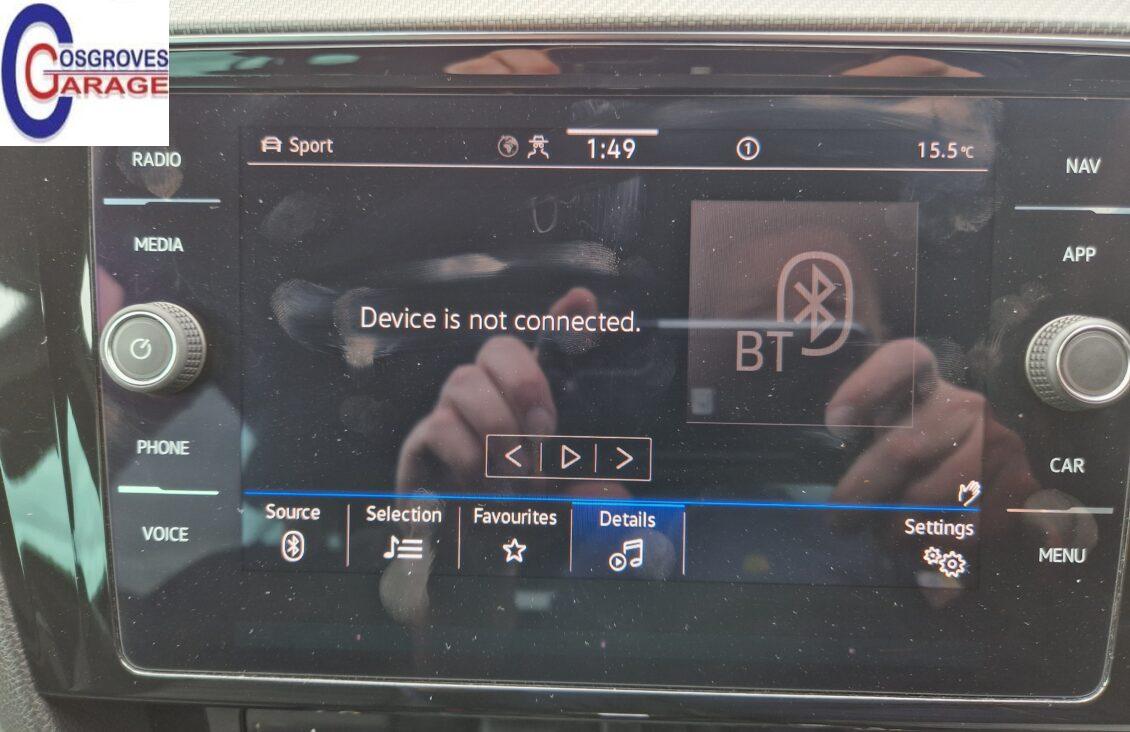 COSGROVES
GARAGE
RADIO
MEDIA
PHONE
VOICE
Sport
1:49
1
15.5°C
Device is not connected.
BT
Source
Selection
Favourites
Details
Settings
NAV
APP
CAR
MENU